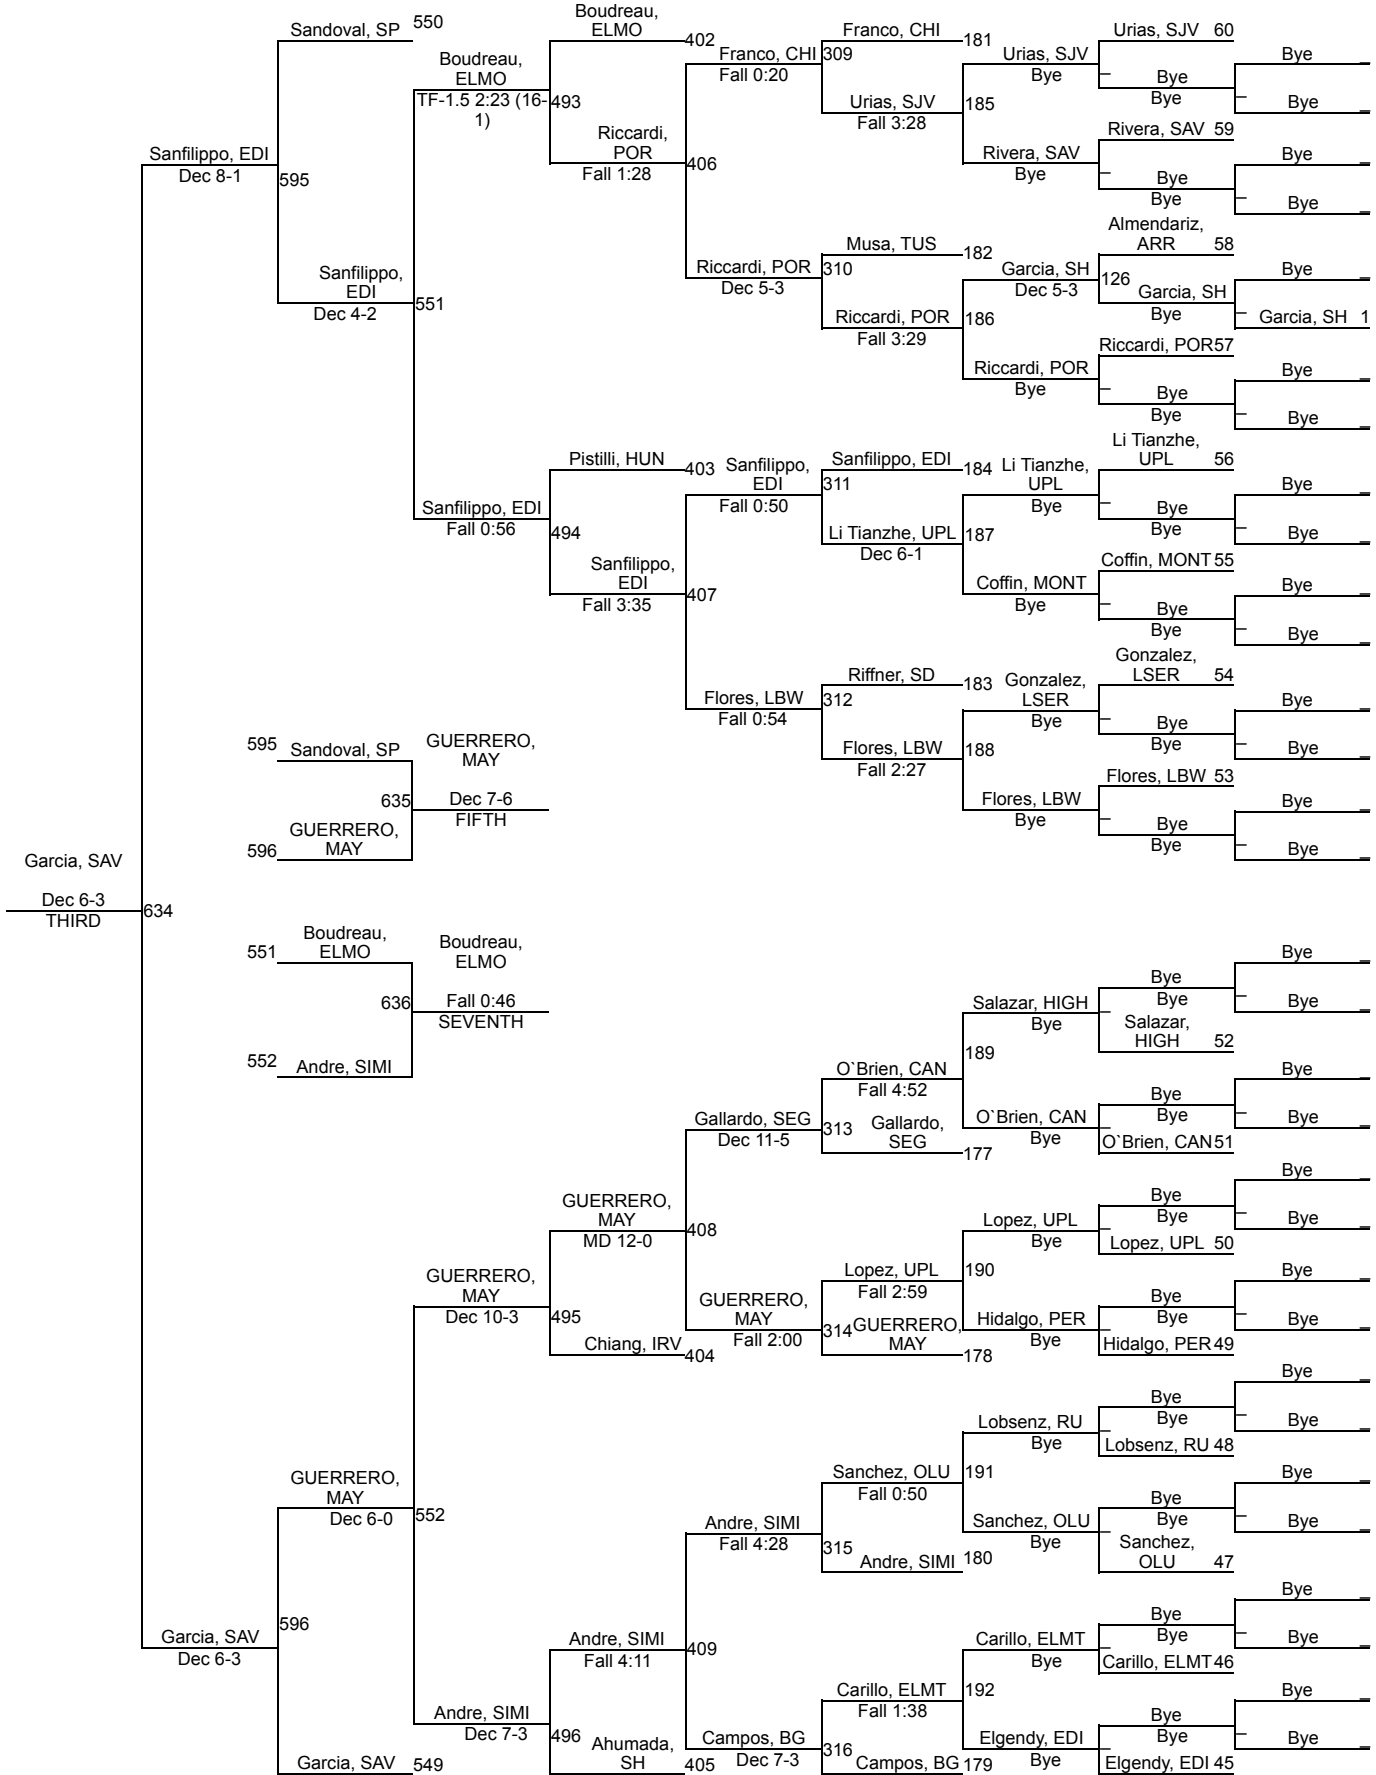 Sandoval, SP 550
Boudreau,
ELMO
TF-1.5 2:23 (16-
1)
493
Boudreau,
ELMO
402
Franco, CHI
Fall 0:20
309
Franco, CHI
181
Urias, SJV
Bye
Urias, SJV 60
Bye _
_ Bye
Bye
_ Bye _
Urias, SJV
Fall 3:28
185
Rivera, SAV 59
Sanfilippo, EDI
Dec 8-1
595
Riccardi,
POR
Fall 1:28
406
Rivera, SAV
Bye
Bye _
_ Bye
Bye
_ Bye _
Almendariz,
ARR 58
Musa, TUS
182
Riccardi, POR
Dec 5-3
310
Garcia, SH
Dec 5-3
126
Bye _
Garcia, SH
Bye
_ Garcia, SH 1
Sanfilippo,
EDI
Dec 4-2
551
Riccardi, POR
Fall 3:29
186
Riccardi, POR 57
Riccardi, POR
Bye
Bye _
_ Bye
Bye
_ Bye _
Li Tianzhe,
UPL 56
Pistilli, HUN
403
Sanfilippo,
EDI
Fall 0:50
311
Sanfilippo, EDI
184
Li Tianzhe,
UPL
Bye
Bye _
_ Bye
Bye
_ Bye _
Sanfilippo, EDI
Fall 0:56
494
Li Tianzhe, UPL
Dec 6-1
187
Coffin, MONT 55
Sanfilippo,
EDI
Fall 3:35
407
Coffin, MONT
Bye
Bye _
_ Bye
Bye
_ Bye _
Gonzalez,
LSER 54
Riffner, SD
183
Flores, LBW
Fall 0:54
312
Gonzalez,
LSER
Bye
Bye _
_ Bye
Bye
_ Bye _
595 Sandoval, SP
GUERRERO,
MAY
Flores, LBW
Fall 2:27
188
Flores, LBW 53
635
Dec 7-6
FIFTH
Flores, LBW
Bye
Bye _
_ Bye
Bye
_ Bye _
596
GUERRERO,
MAY
Garcia, SAV
Dec 6-3
THIRD
634
551
Boudreau,
ELMO
Boudreau,
ELMO
636
Fall 0:46
SEVENTH
552 Andre, SIMI
Bye _
Bye
Bye
_ Bye _
Salazar, HIGH
Bye
_
Salazar,
HIGH 52
189
O`Brien, CAN
Fall 4:52
Bye _
Bye
Bye
_ Bye _
Gallardo, SEG
Dec 11-5
313
Gallardo,
SEG
177
O`Brien, CAN
Bye
_
O`Brien, CAN 51
Bye _
Bye
Bye
_ Bye _
GUERRERO,
MAY
MD 12-0
408
Lopez, UPL
Bye
_
Lopez, UPL 50
190
Lopez, UPL
Fall 2:59
Bye _
Bye
Bye
_ Bye _
GUERRERO,
MAY
Dec 10-3
495
GUERRERO,
MAY
Fall 2:00
314
GUERRERO,
MAY
178
Hidalgo, PER
Bye
_
Hidalgo, PER 49
Chiang, IRV
404
Bye _
Bye
Bye
_ Bye _
Lobsenz, RU
Bye
_
Lobsenz, RU 48
191
Sanchez, OLU
Fall 0:50
GUERRERO,
MAY
Dec 6-0
552
Bye _
Bye
Bye
_ Bye _
Andre, SIMI
Fall 4:28
315
Andre, SIMI
180
Sanchez, OLU
Bye
_
Sanchez,
OLU 47
596
Bye _
Bye
Bye
_ Bye _
Garcia, SAV
Dec 6-3
Andre, SIMI
Fall 4:11
409
Carillo, ELMT
Bye
_
Carillo, ELMT 46
192
Carillo, ELMT
Fall 1:38
Bye _
Bye
Bye
_ Bye _
Andre, SIMI
Dec 7-3
496
Campos, BG
Dec 7-3
316
Elgendy, EDI
Bye
_
Garcia, SAV 549
Ahumada,
SH
405
Campos, BG
179
Elgendy, EDI 45